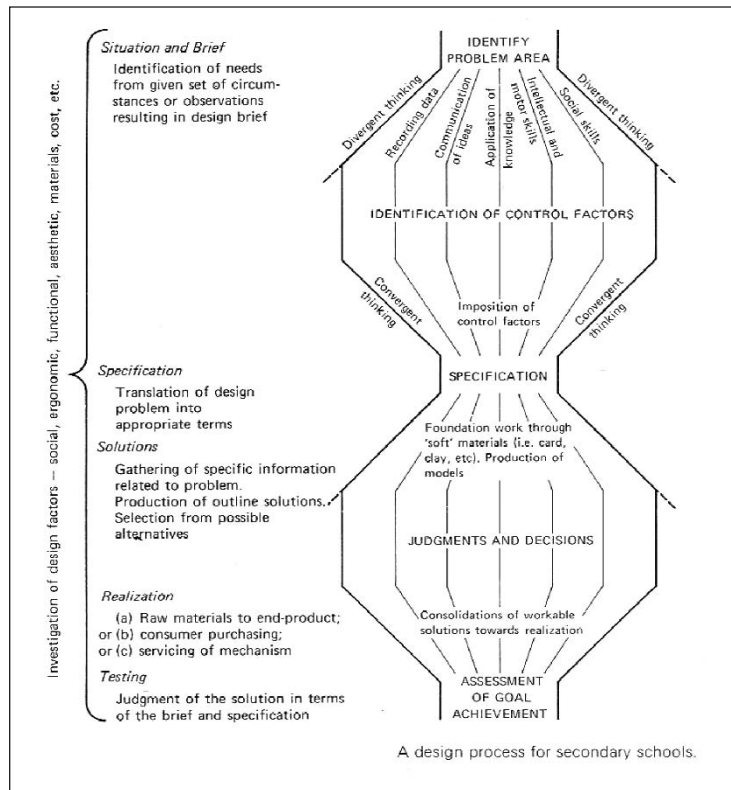 Investigation of design factors — social, ergonomic, functional, aesthetic, materials, cost, etc.
Situation and Brief
Identification of needs
from given set of circum-
stances or observations
resulting in design brief
Specification
Translation of design
problem into
appropriate terms
Solutions
Gathering of specific information
related to problem.
Production of outline solutions.
Selection from possible
alternatives
Realization
(a) Raw materials to end-product;
or (b) consumer purchasing;
or (c) servicing of mechanism
Testing
Judgment of the solution in terms
of the brief and specification
IDENTIFY
PROBLEM AREA
Divergent thinking
Recording data
Communication
of ideas
Application of
knowledge
Intellectual and
motor skills
Social skills
Divergent thinking
IDENTIFICATION OF CONTROL FACTORS
Convergent
thinking
Imposition of
control factors
Convergent
thinking
SPECIFICATION
Foundation work through
'soft' materials (i.e. card,
clay, etc). Production of
models
JUDGMENTS AND DECISIONS
Consolidations of workable
solutions towards realization
ASSESSMENT
OF GOAL
ACHIEVEMENT
A design process for secondary schools.